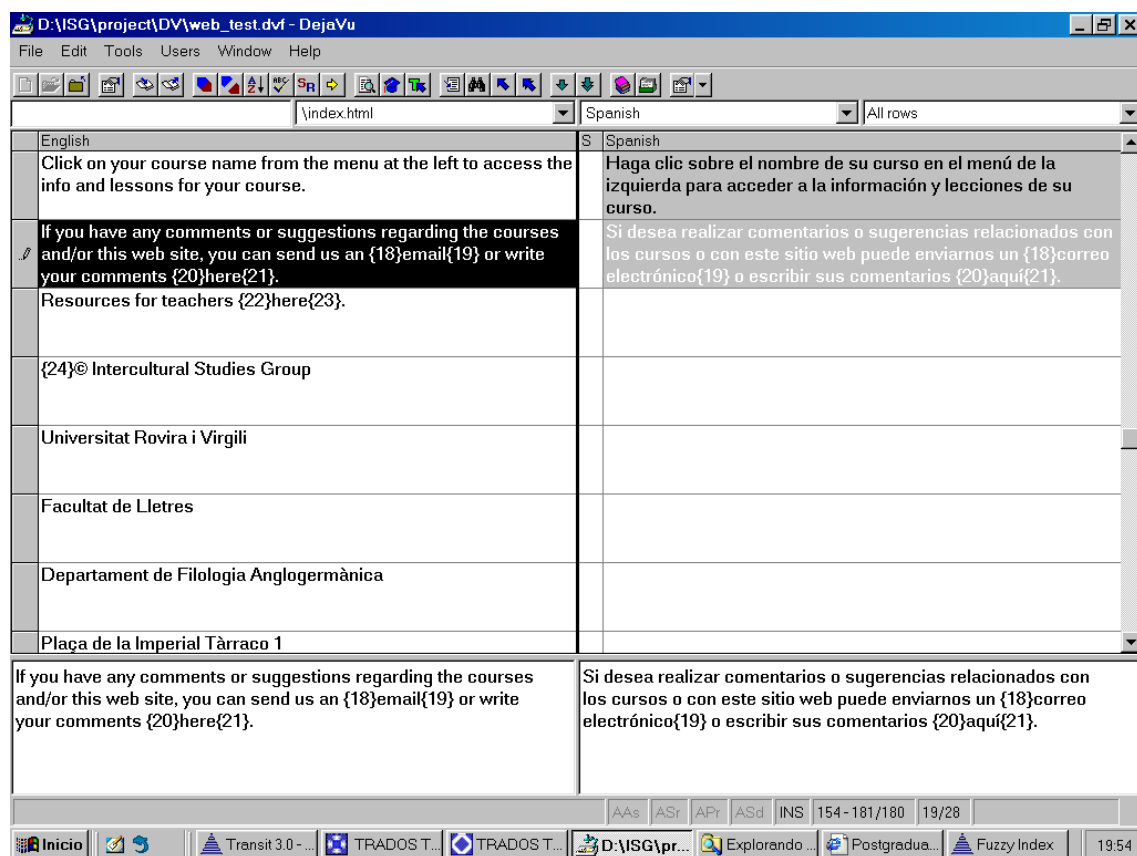 D:\ISG\project\DV\web_test.dvf - DejaVu
File Edit Tools Users Window Help
\index.html Spanish All rows
English S Spanish
Click on your course name from the menu at the left to access the
info and lessons for your course.
Haga clic sobre el nombre de su curso en el menú de la
izquierda para acceder a la información y lecciones de su
curso.
If you have any comments or suggestions regarding the courses
and/or this web site, you can send us an {18}email{19} or write
your comments {20}here{21}.
Si desea realizar comentarios o sugerencias relacionados con
los cursos o con este sitio web puede enviarnos un {18}correo
electrónico{19} o escribir sus comentarios {20}aquí{21}.
Resources for teachers {22}here{23}.
{24}© Intercultural Studies Group
Universitat Rovira i Virgili
Facultat de Lletres
Departament de Filologia Anglogermànica
Plaça de la Imperial Tàrraco 1
If you have any comments or suggestions regarding the courses
and/or this web site, you can send us an {18}email{19} or write
your comments {20}here{21}.
Si desea realizar comentarios o sugerencias relacionados con
los cursos o con este sitio web puede enviarnos un {18}correo
electrónico{19} o escribir sus comentarios {20}aquí{21}.
AAs ASr APr ASd INS 154-181/180 19/28
Inicio Transit 3.0 - ... TRADOS T... TRADOS T... D:\ISG\pr... Explorando ... Postgradua... Fuzzy Index 19:54